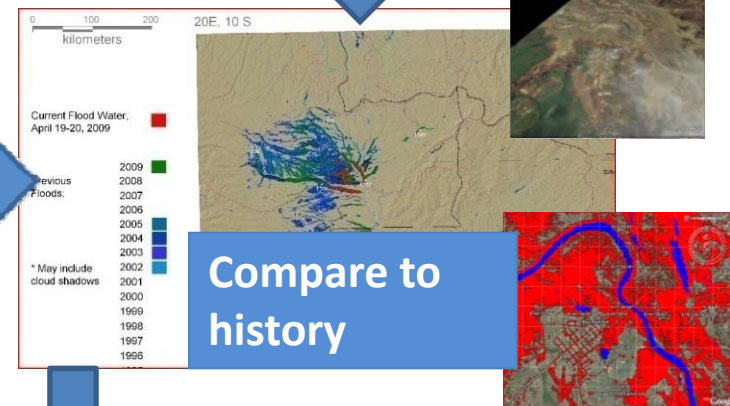 0 100 200
kilometers
20E, 10 S
Current Flood Water,
April 19-20, 2009
2009
2008
revious
Floods:
2007
2006
2005
2004
2003
* May include
cloud shadows
2002
2001
2000
1999
1998
1997
1996
Compare to
history